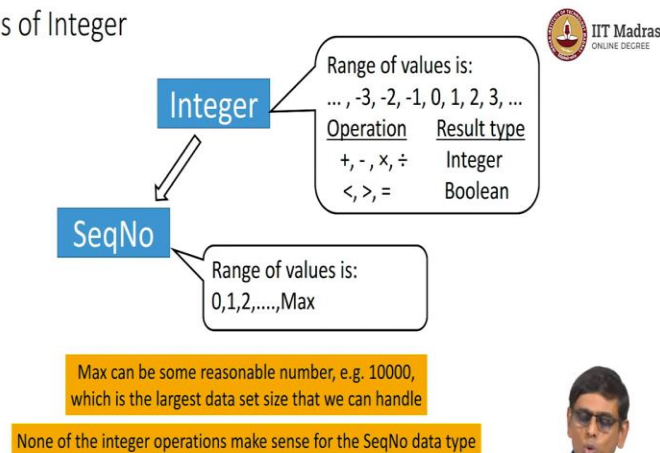 s of Integer
IIT Madras
ONLINE DEGREE
Integer
Range of values is:
... , -3, -2, -1, 0, 1, 2, 3, ...
Operation Result type
+, - , ×, ÷ Integer
<, >, = Boolean
SeqNo
Range of values is:
0,1,2,....,Max
Max can be some reasonable number, e.g. 10000,
which is the largest data set size that we can handle
None of the integer operations make sense for the SeqNo data type